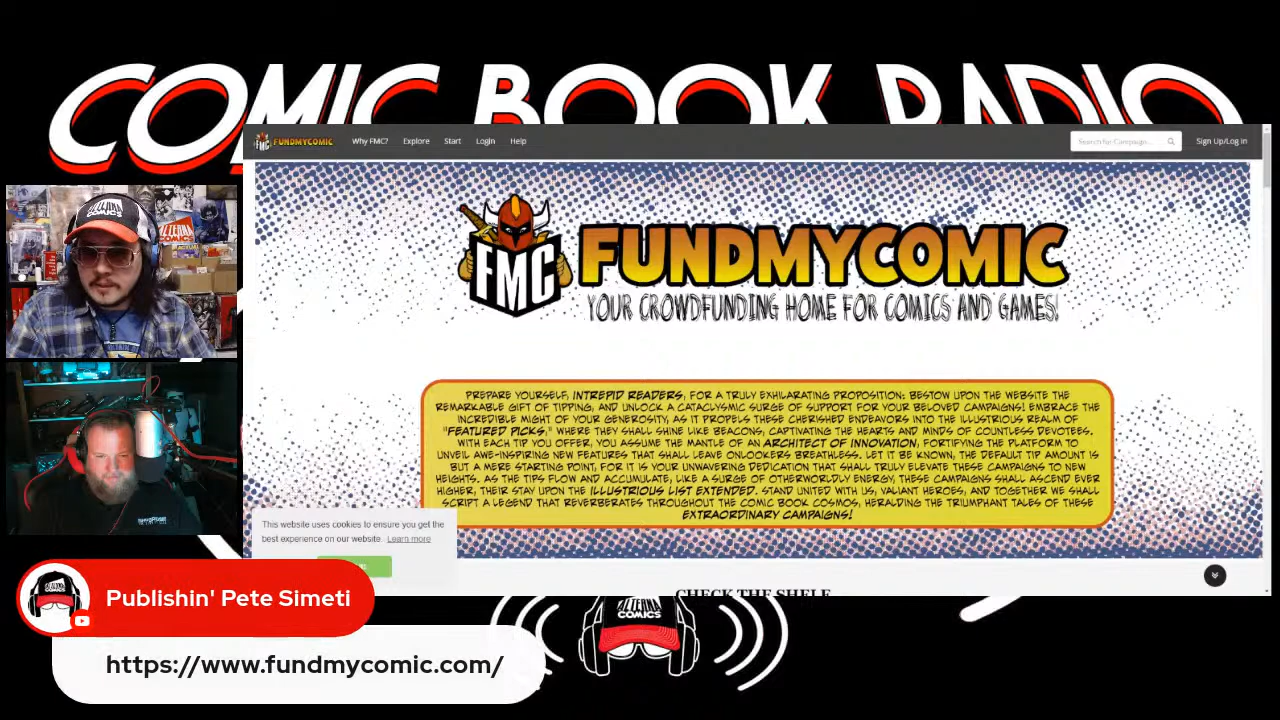 COMIC BOOK RADIO
FMC FUNDMYCOMIC
Why FMC?
Explore
Start
Login
Help
Search for Campaign...
Sign Up/Log in
FMC
FUNDMYCOMIC
YOUR CROWDFUNDING HOME FOR COMICS AND GAMES!
PREPARE YOURSELF, INTREPID READERS, FOR A TRULY EXHILARATING PROPOSITION: BESTOW UPON THE WEBSITE THE
REMARKABLE GIFT OF TIPPING, AND UNLOCK A CATACLYSMIC SURGE OF SUPPORT FOR YOUR BELOVED CAMPAIGNS! EMBRACE THE
INCREDIBLE MIGHT OF YOUR GENEROSITY, AS IT PROPELS THESE CHERISHED ENDEAVORS INTO THE ILLUSTRIOUS REALM OF
"FEATURED PICKS," WHERE THEY SHALL SHINE LIKE BEACONS, CAPTIVATING THE HEARTS AND MINDS OF COUNTLESS DEVOTEES.
WITH EACH TIP YOU OFFER, YOU ASSUME THE MANTLE OF AN ARCHITECT OF INNOVATION, FORTIFYING THE PLATFORM TO
UNVEIL AWE-INSPIRING NEW FEATURES THAT SHALL LEAVE ONLOOKERS BREATHLESS. LET IT BE KNOWN, THE DEFAULT TIP AMOUNT IS
BUT A MERE STARTING POINT, FOR IT IS YOUR UNWAVERING DEDICATION THAT SHALL TRULY ELEVATE THESE CAMPAIGNS TO NEW
HEIGHTS. AS THE TIPS FLOW AND ACCUMULATE, LIKE A SURGE OF OTHERWORLDLY ENERGY, THESE CAMPAIGNS SHALL ASCEND EVER
HIGHER, THEIR STAY UPON THE ILLUSTRIOUS LIST EXTENDED. STAND UNITED WITH US, VALIANT HEROES, AND TOGETHER WE SHALL
SCRIPT A LEGEND THAT REVERBERATES THROUGHOUT THE COMIC BOOK COSMOS, HERALDING THE TRIUMPHANT TALES OF THESE
EXTRAORDINARY CAMPAIGNS!
This website uses cookies to ensure you get the
best experience on our website. Learn more
CHECK THE SHELF
ALTERNA
COMICS
ALTERNA
COMICS
Publishin' Pete Simeti
https://www.fundmycomic.com/
ALTERNA
COMICS